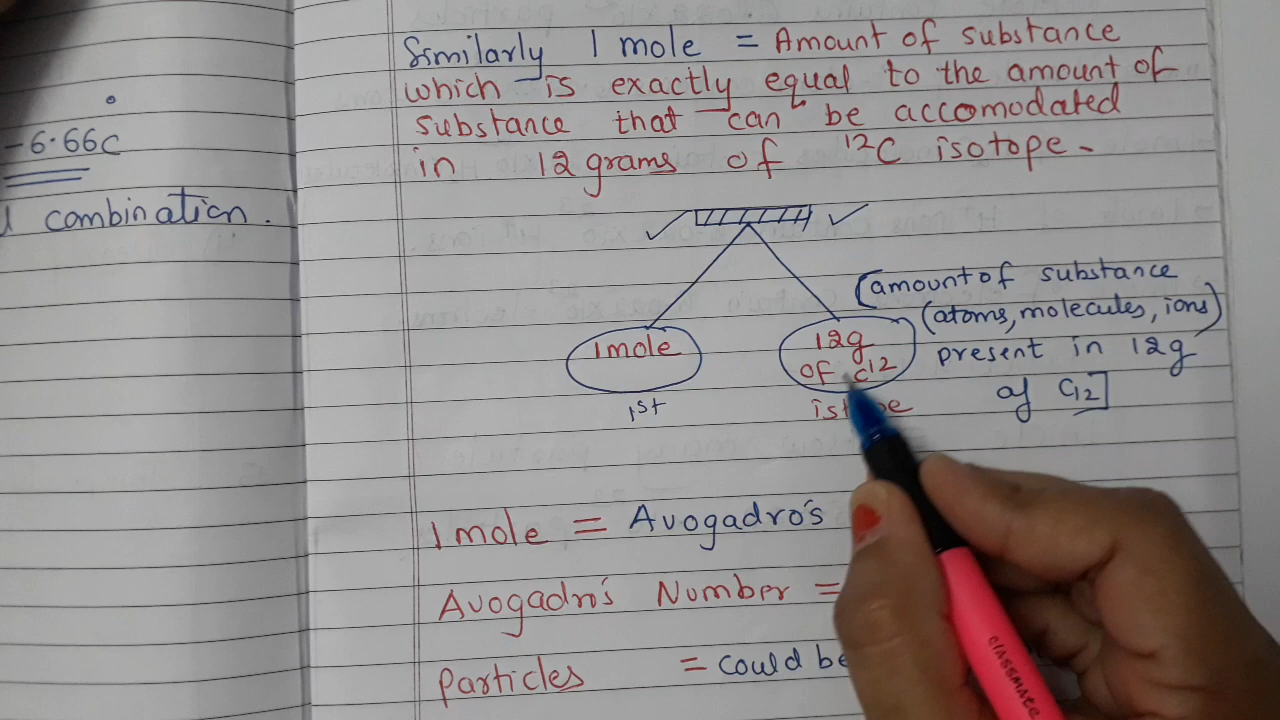 -6.66c
combination.
Similarly 1 mole = Amount of substance
which is exactly equal to the amount of
substance that can be accomodated
in 12 grams of ¹²C isotope.
[amount of substance
(atoms, molecules, ions)
present in 12g
of C12]
1mole
1st
12g
of C12
1mole = Avogadro's
Avogadro's Number =
particles = could be
classmate